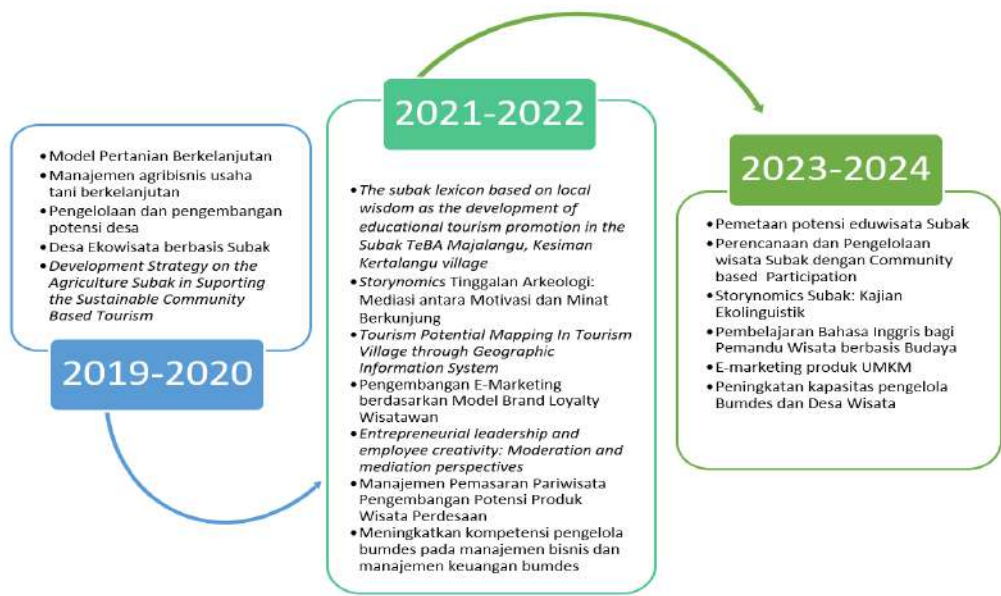 • Model Pertanian Berkelanjutan
• Manajemen agribisnis usaha
tani berkelanjutan
• Pengelolaan dan pengembangan
potensi desa
• Desa Ekowisata berbasis Subak
• Development Strategy on the
Agriculture Subak in Suporting
the Sustainable Community
Based Tourism
2019-2020
2021-2022
• The subak lexicon based on local
wisdom as the development of
educational tourism promotion in the
Subak TeBA Majalangu, Kesiman
Kertalangu village
• Storynomics Tinggalan Arkeologi:
Mediasi antara Motivasi dan Minat
Berkunjung
• Tourism Potential Mapping In Tourism
Village through Geographic
Information System
• Pengembangan E-Marketing
berdasarkan Model Brand Loyalty
Wisatawan
• Entrepreneurial leadership and
employee creativity: Moderation and
mediation perspectives
• Manajemen Pemasaran Pariwisata
Pengembangan Potensi Produk
Wisata Perdesaan
• Meningkatkan kompetensi pengelola
bumdes pada manajemen bisnis dan
manajemen keuangan bumdes
2023-2024
• Pemetaan potensi eduwisata Subak
• Perencanaan dan Pengelolaan
wisata Subak dengan Community
based Participation
• Storynomics Subak: Kajian
Ekolinguistik
• Pembelajaran Bahasa Inggris bagi
Pemandu Wisata berbasis Budaya
• E-marketing produk UMKM
• Peningkatan kapasitas pengelola
Bumdes dan Desa Wisata